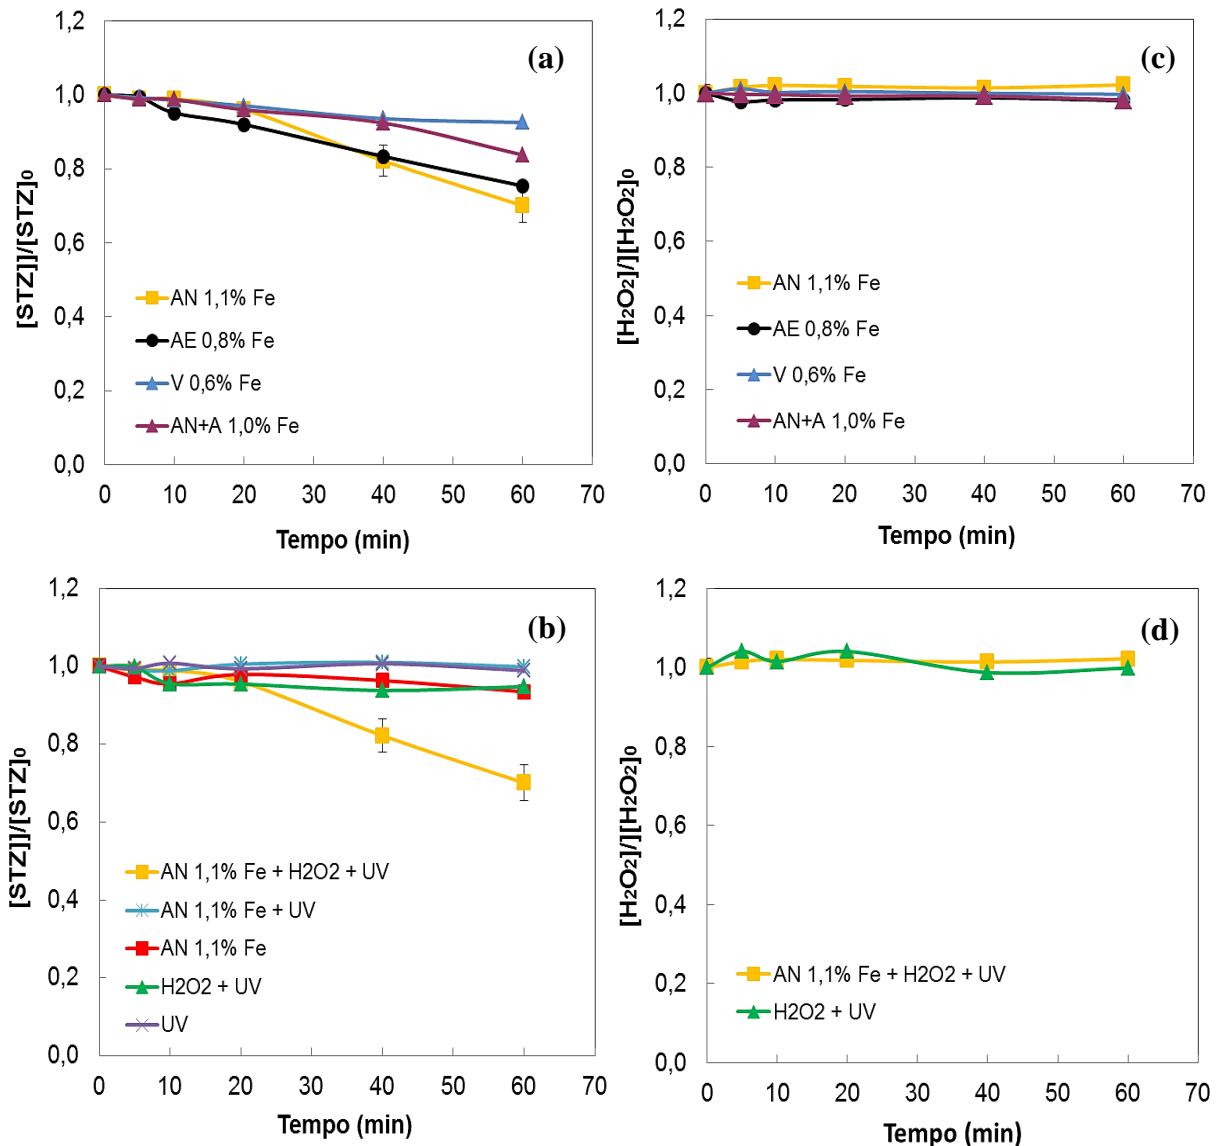 (a)
[STZ]]/[STZ]₀
1,2
1,0
0,8
0,6
0,4
0,2
0,0
AN 1,1% Fe
AE 0,8% Fe
V 0,6% Fe
AN+A 1,0% Fe
0 10 20 30 40 50 60 70
Tempo (min)
(c)
[H₂O₂]/][H₂O₂]₀
1,2
1,0
0,8
0,6
0,4
0,2
0,0
AN 1,1% Fe
AE 0,8% Fe
V 0,6% Fe
AN+A 1,0% Fe
0 10 20 30 40 50 60 70
Tempo (min)
(b)
[STZ]]/[STZ]₀
1,2
1,0
0,8
0,6
0,4
0,2
0,0
AN 1,1% Fe + H2O2 + UV
AN 1,1% Fe + UV
AN 1,1% Fe
H2O2 + UV
UV
0 10 20 30 40 50 60 70
Tempo (min)
(d)
[H₂O₂]/][H₂O₂]₀
1,2
1,0
0,8
0,6
0,4
0,2
0,0
AN 1,1% Fe + H2O2 + UV
H2O2 + UV
0 10 20 30 40 50 60 70
Tempo (min)